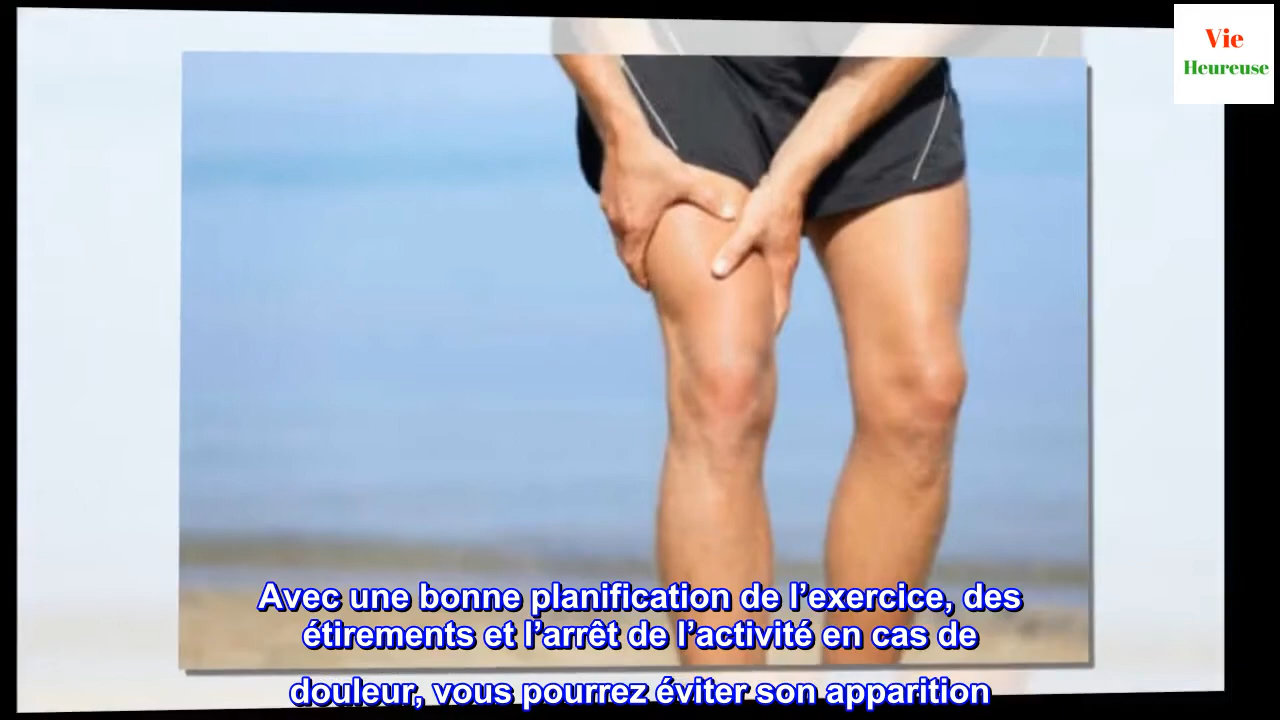 Vie
Heureuse
Avec une bonne planification de l’exercice, des
étirements et l’arrêt de l’activité en cas de
douleur, vous pourrez éviter son apparition